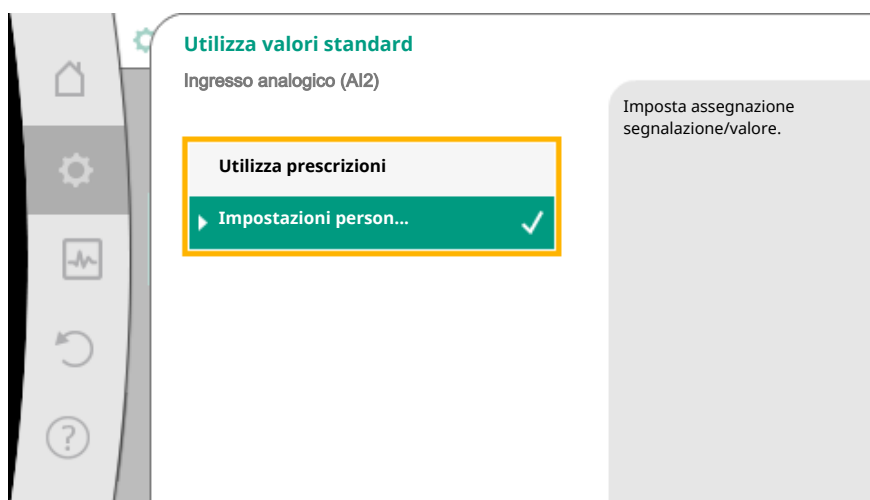 Utilizza valori standard
Ingresso analogico (AI2)
Imposta assegnazione
segnalazione/valore.
Utilizza prescrizioni
Impostazioni person...
?